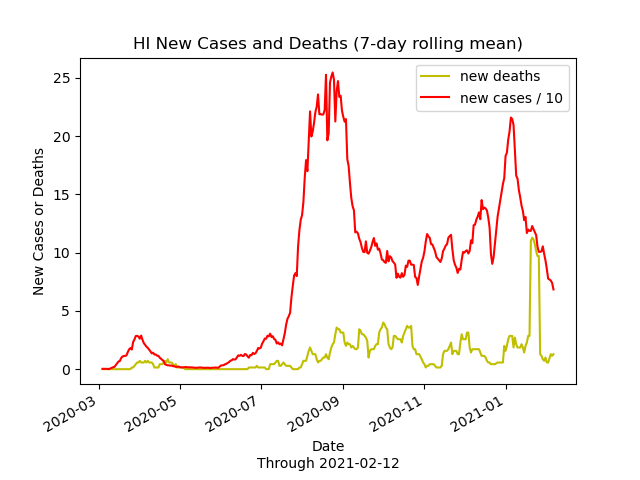 HI New Cases and Deaths (7-day rolling mean)
new deaths
new cases / 10
25
20
15
10
5
0
New Cases or Deaths
2020-03
2020-05
2020-07
2020-09
2020-11
2021-01
Date
Through 2021-02-12